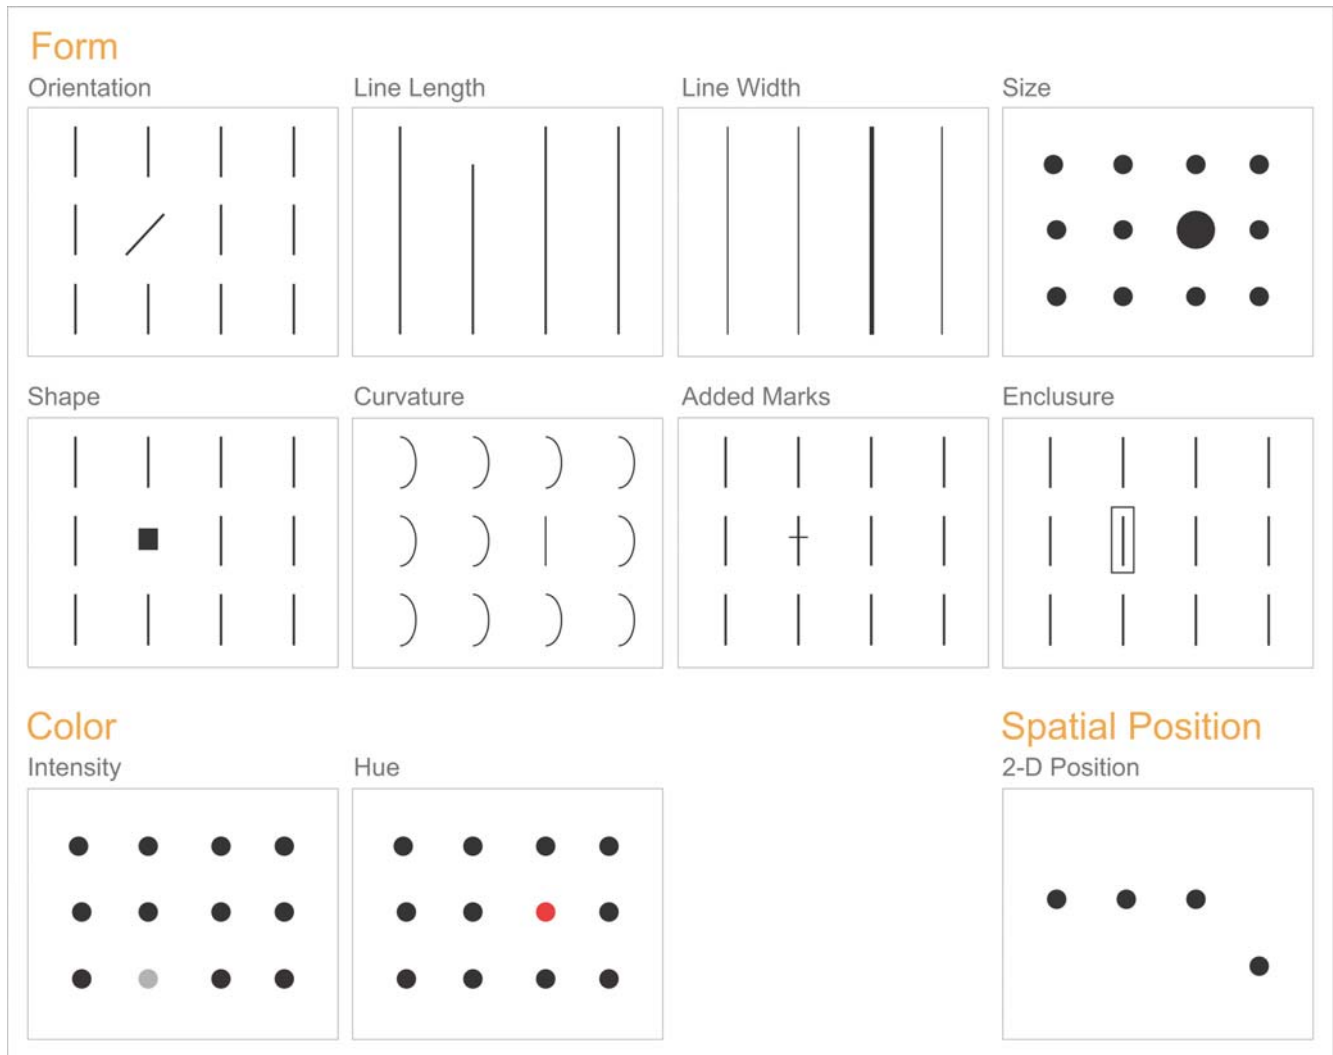 Form
Orientation
Line Length
Line Width
Size
Shape
Curvature
Added Marks
Enclusure
Color
Spatial Position
Intensity
Hue
2-D Position